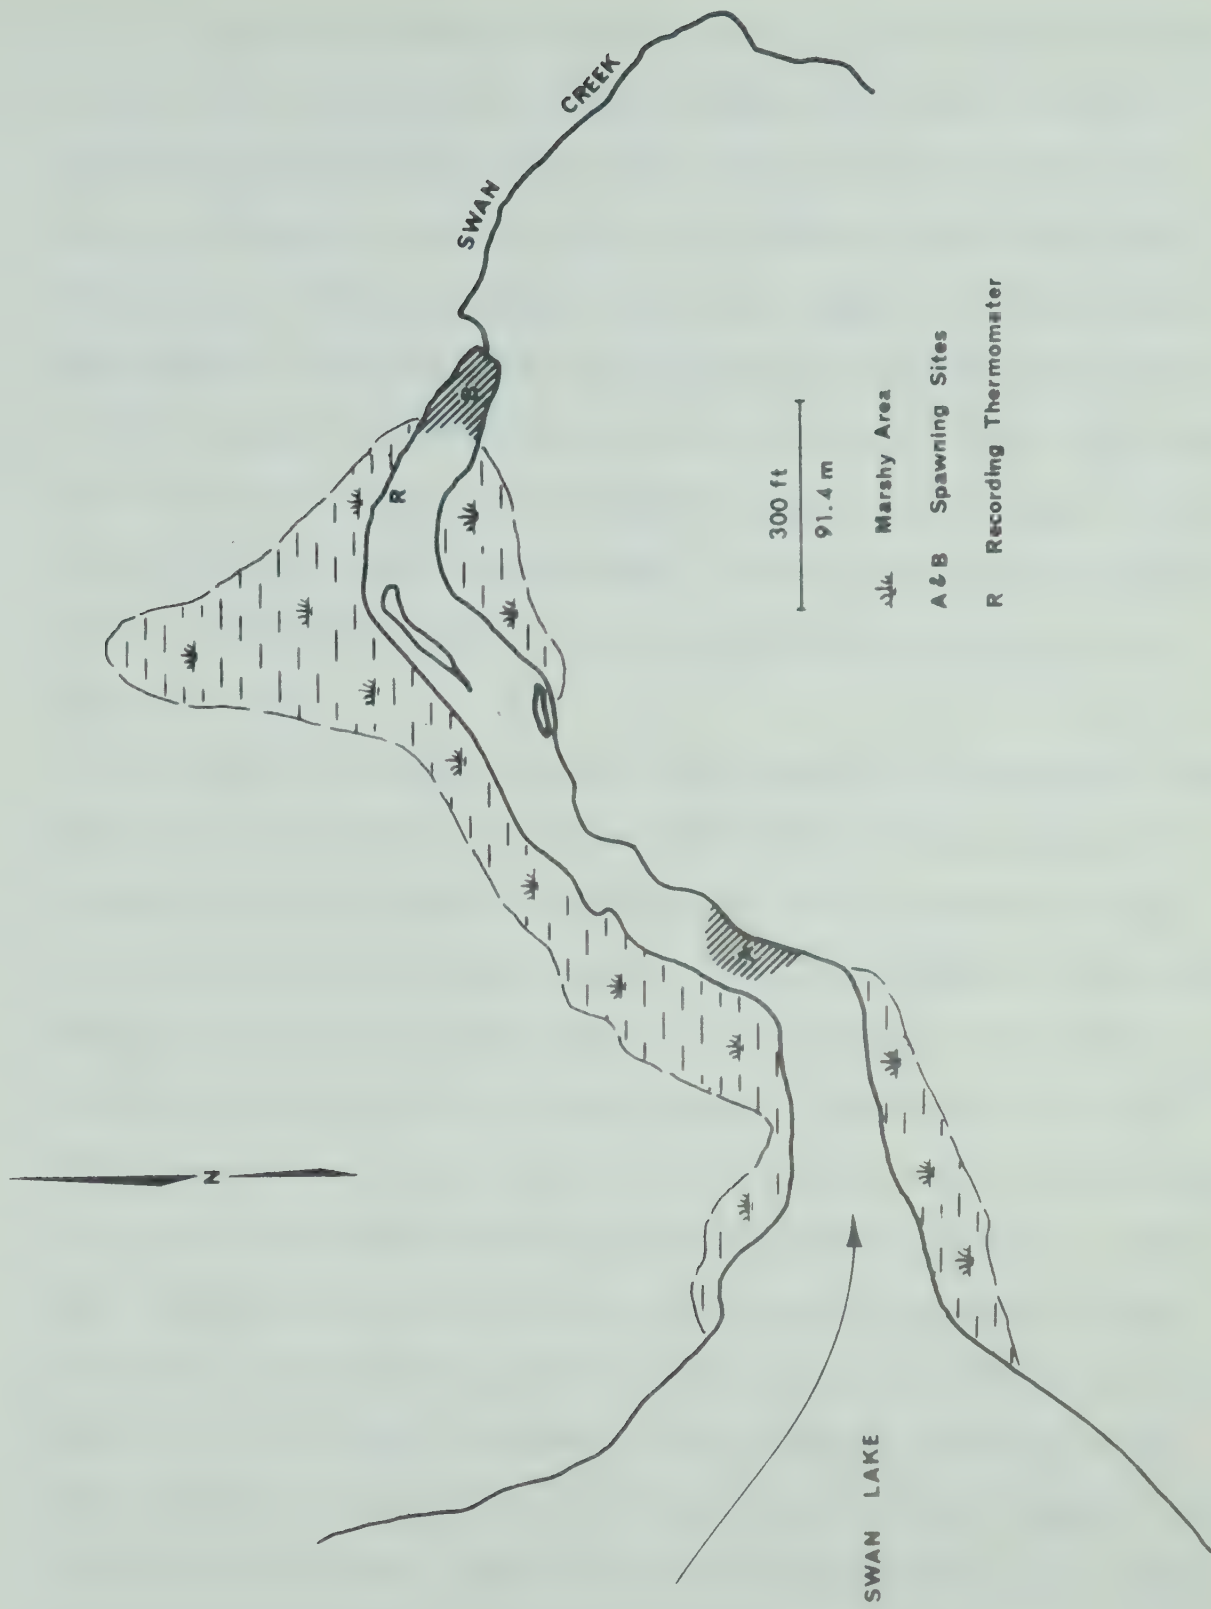 SWAN CREEK
B
R
A
N
SWAN LAKE
300 ft
91.4 m
Marshy Area
A & B Spawning Sites
R Recording Thermometer